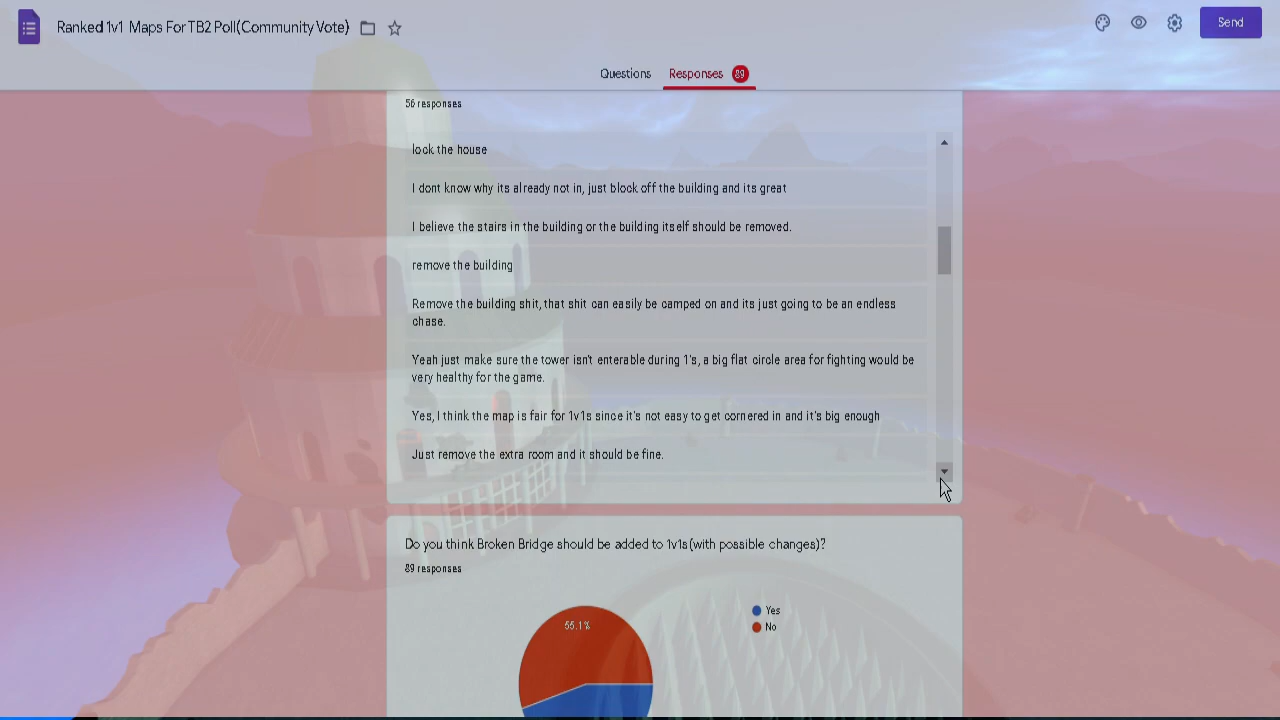 Ranked 1v1 Maps For TB2 Poll(Community Vote)
Send
Questions
Responses 89
56 responses
lock the house
I dont know why its already not in, just block off the building and its great
I believe the stairs in the building or the building itself should be removed.
remove the building
Remove the building shit, that shit can easily be camped on and its just going to be an endless
chase.
Yeah just make sure the tower isn't enterable during 1's, a big flat circle area for fighting would be
very healthy for the game.
Yes, I think the map is fair for 1v1s since it's not easy to get cornered in and it's big enough
Just remove the extra room and it should be fine.
Do you think Broken Bridge should be added to 1v1s(with possible changes)?
89 responses
55.1%
Yes
No